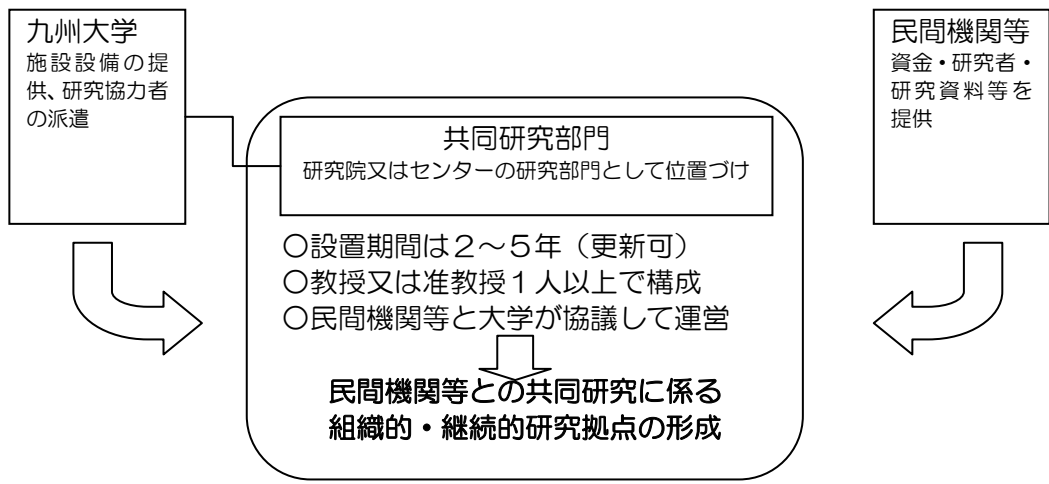 九州大学
施設設備の提
供、研究協力者
の派遣
民間機関等
資金・研究者・
研究資料等を
提供
共同研究部門
研究院又はセンターの研究部門として位置づけ
〇設置期間は２～５年（更新可）
〇教授又は准教授１人以上で構成
〇民間機関等と大学が協議して運営
民間機関等との共同研究に係る
組織的・継続的研究拠点の形成